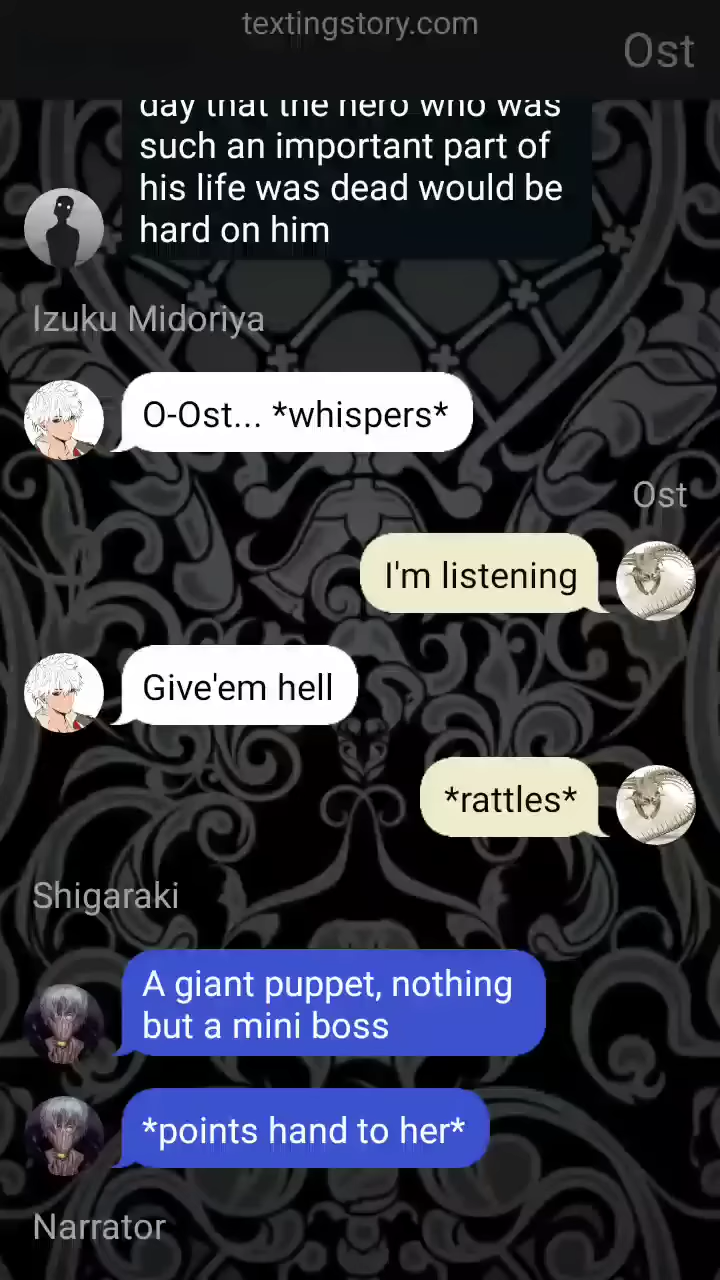 textingstory.com
Ost
day that the hero who was
such an important part of
his life was dead would be
hard on him
Izuku Midoriya
O-Ost... *whispers*
Ost
I'm listening
Give'em hell
*rattles*
Shigaraki
A giant puppet, nothing
but a mini boss
*points hand to her*
Narrator